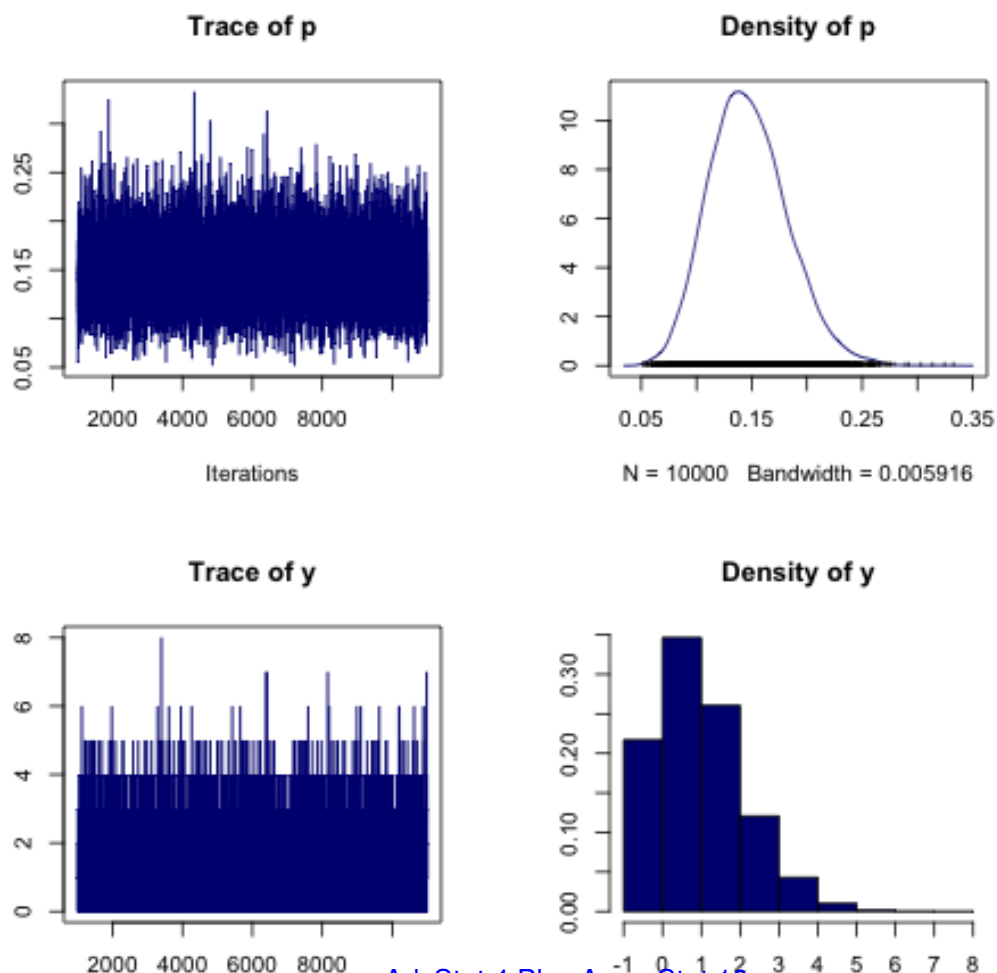 Trace of p
0.05 0.15 0.25
2000 4000 6000 8000
Iterations
Density of p
0 2 4 6 8 10
0.05 0.15 0.25 0.35
N = 10000 Bandwidth = 0.005916
Trace of y
0 2 4 6 8
2000 4000 6000 8000
Density of y
0.00 0.10 0.20 0.30
-1 0 1 2 3 4 5 6 7 8